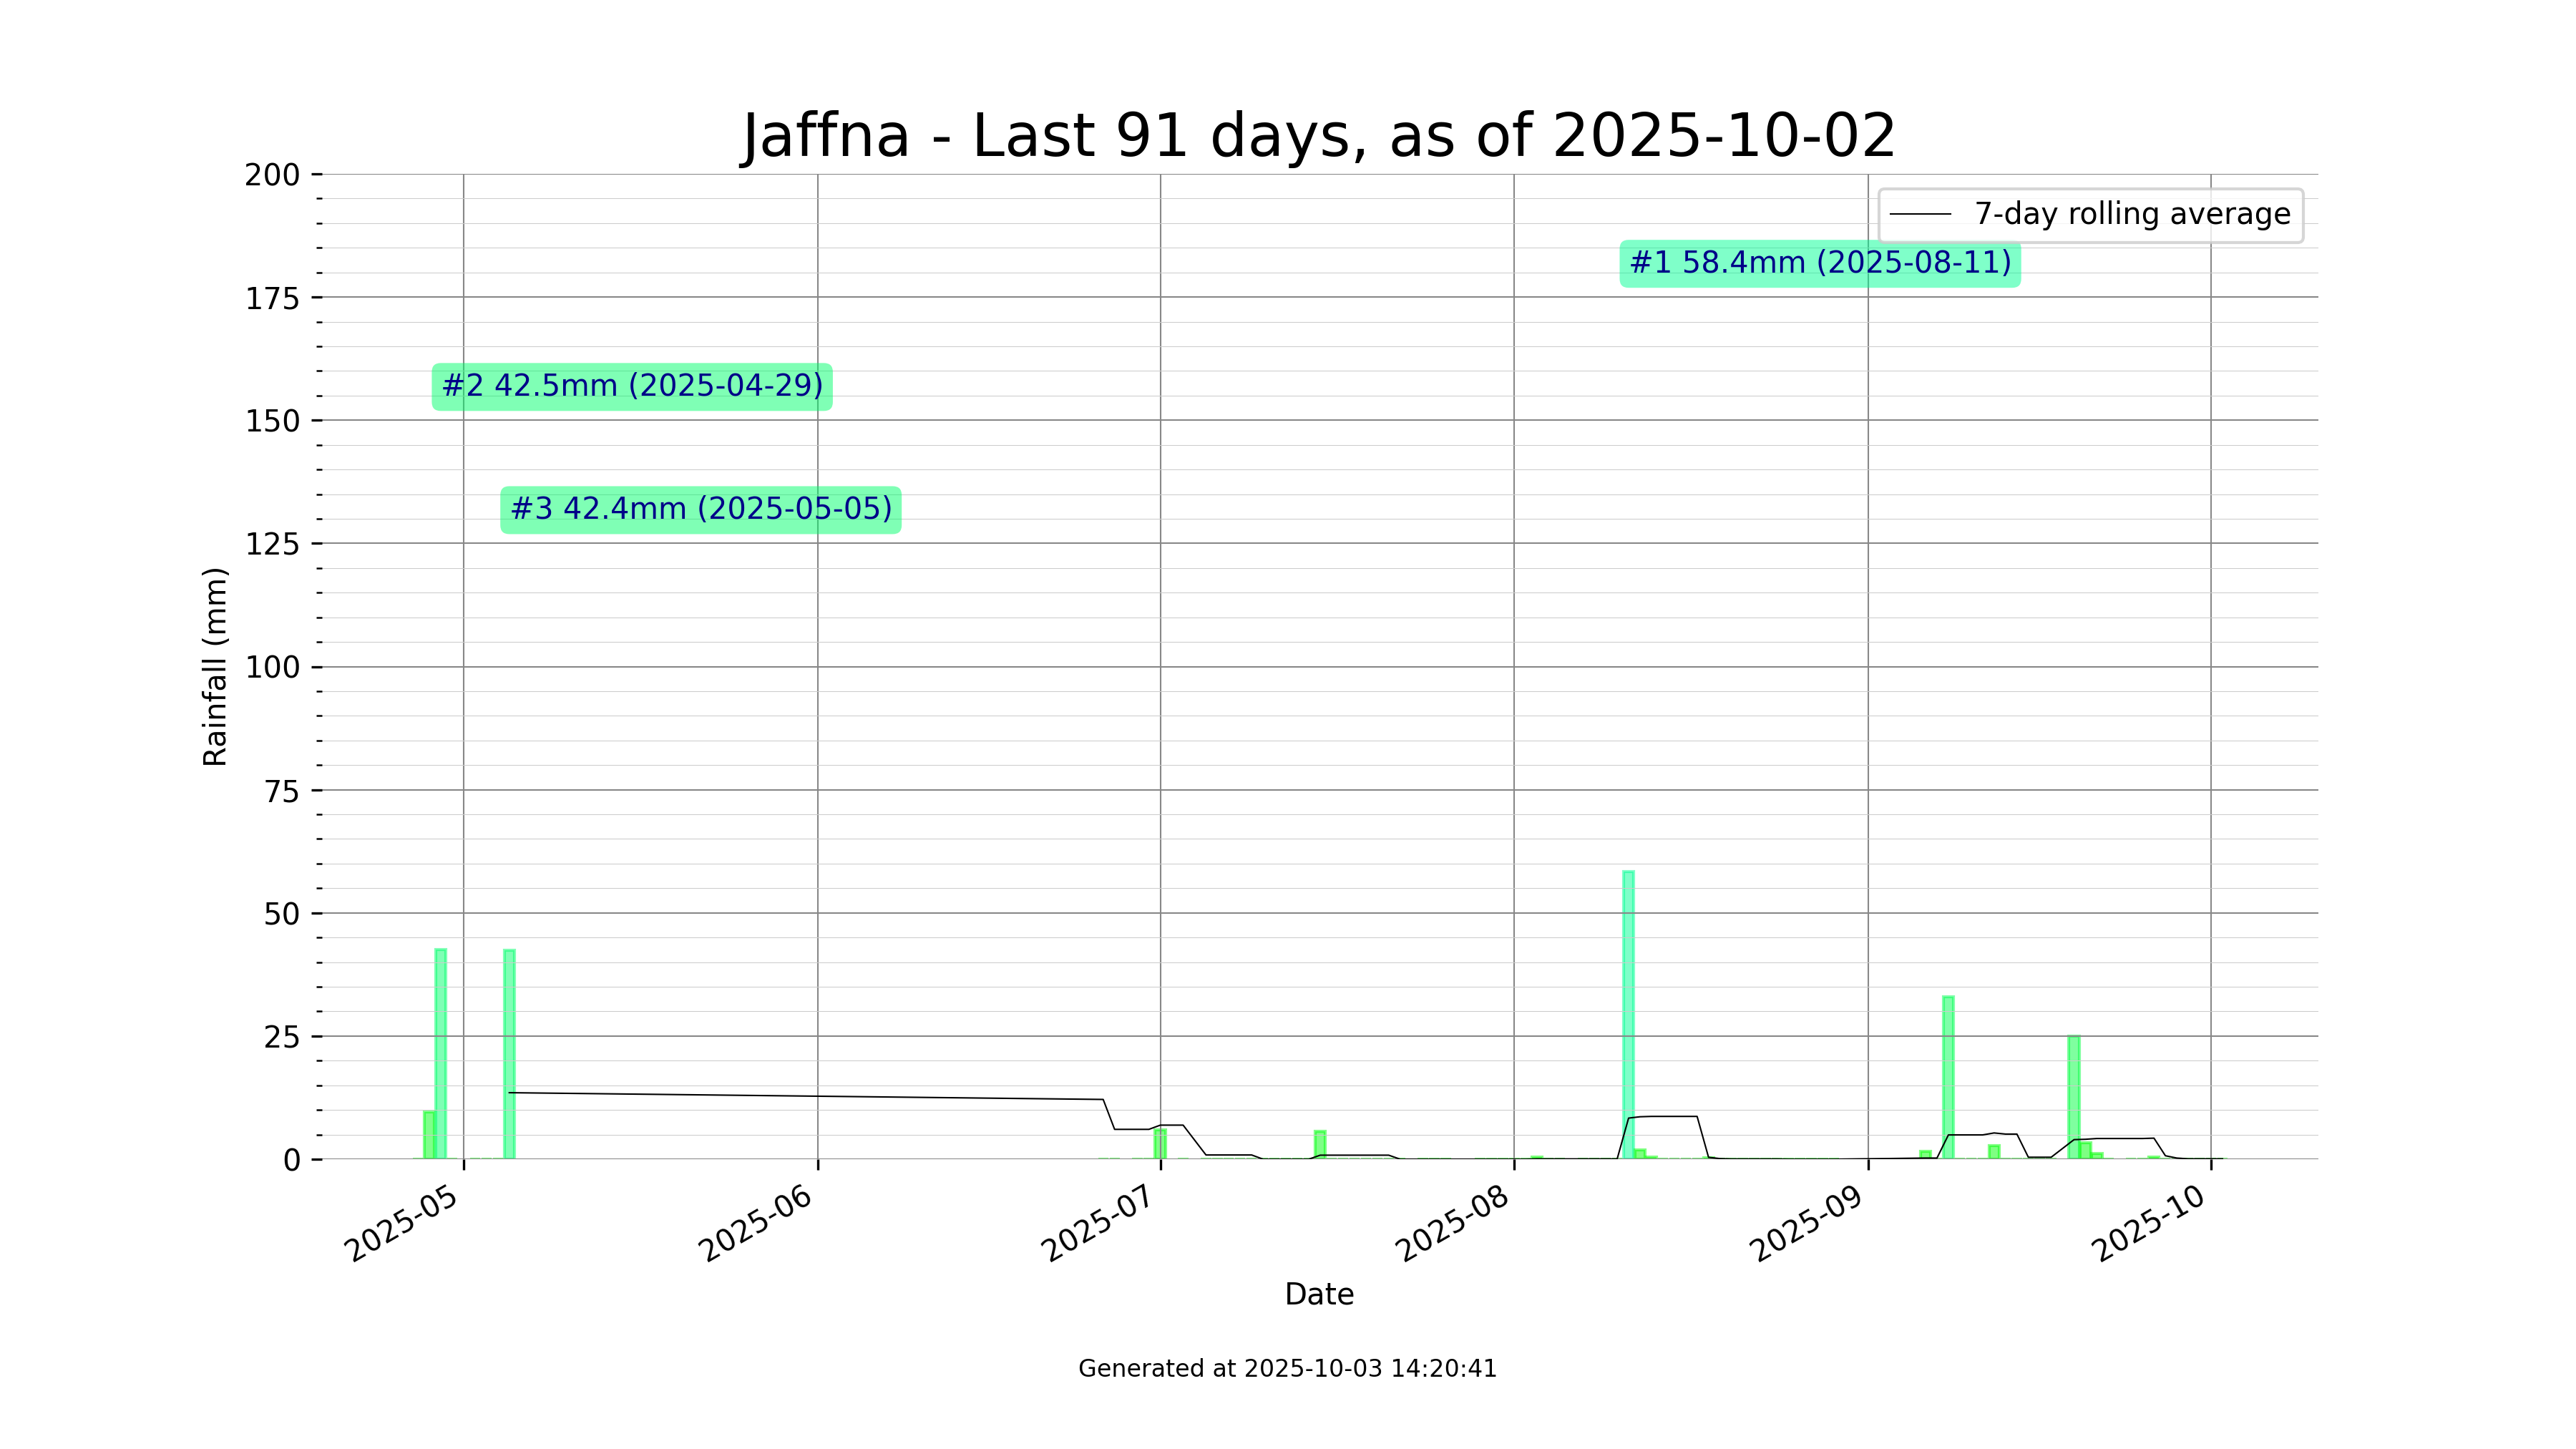 Jaffna - Last 91 days, as of 2025-10-02
200
175
150
125
100
75
50
25
0
Rainfall (mm)
7-day rolling average
#1 58.4mm (2025-08-11)
#2 42.5mm (2025-04-29)
#3 42.4mm (2025-05-05)
2025-05
2025-06
2025-07
2025-08
2025-09
2025-10
Date
Generated at 2025-10-03 14:20:41